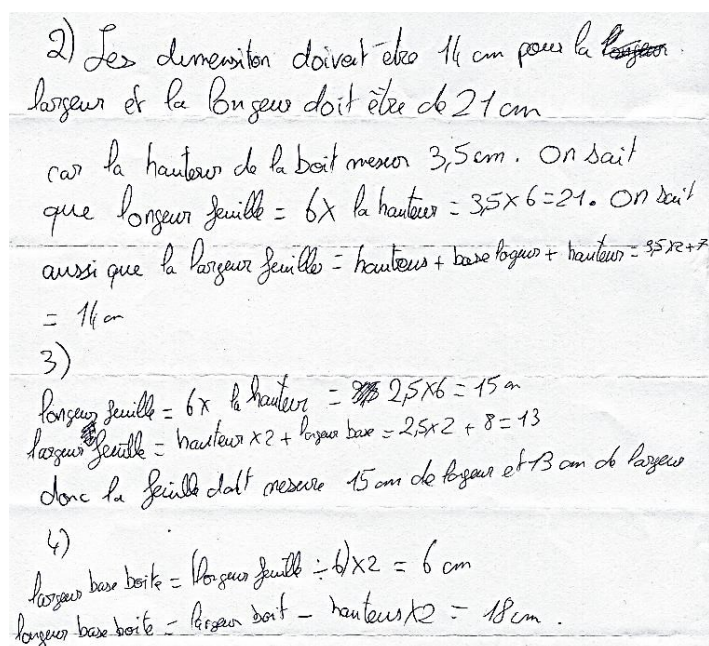 2) Les dimension doivent être 14 cm pour la
largeur et la longeur doit être de 21 cm
car la hauteur de la boit mesur 3,5 cm. On sait
que longeur feuille = 6x la hauteur = 3,5x6=21. On sait
aussi que la largeur feuilles = hauteurs + base + hauteur = 3,5x2+7
= 14 cm
3)
longeur feuille = 6x la hauteur = 2,5x6 = 15 cm
largeur feuille = hauteur x2 + base = 2,5x2 + 8 = 13
donc la feuille doit mesure 15 cm de longeur et 13 cm de largeur
4)
largeur base boite = (longeur feuille ÷ 6)x2 = 6 cm
longeur base boite = largeur boit - hauteurs x2 = 18 cm.